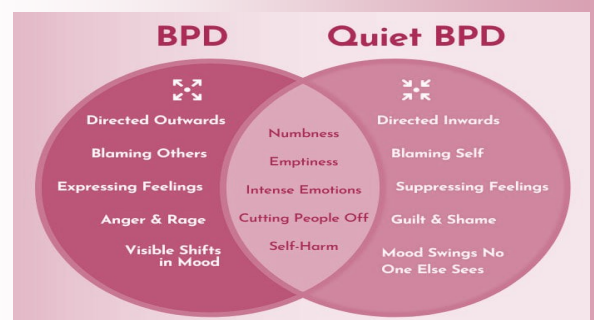 BPD
Quiet BPD
Directed Outwards
Blaming Others
Expressing Feelings
Anger & Rage
Visible Shifts
in Mood
Numbness
Emptiness
Intense Emotions
Cutting People Off
Self-Harm
Directed Inwards
Blaming Self
Suppressing Feelings
Guilt & Shame
Mood Swings No
One Else Sees